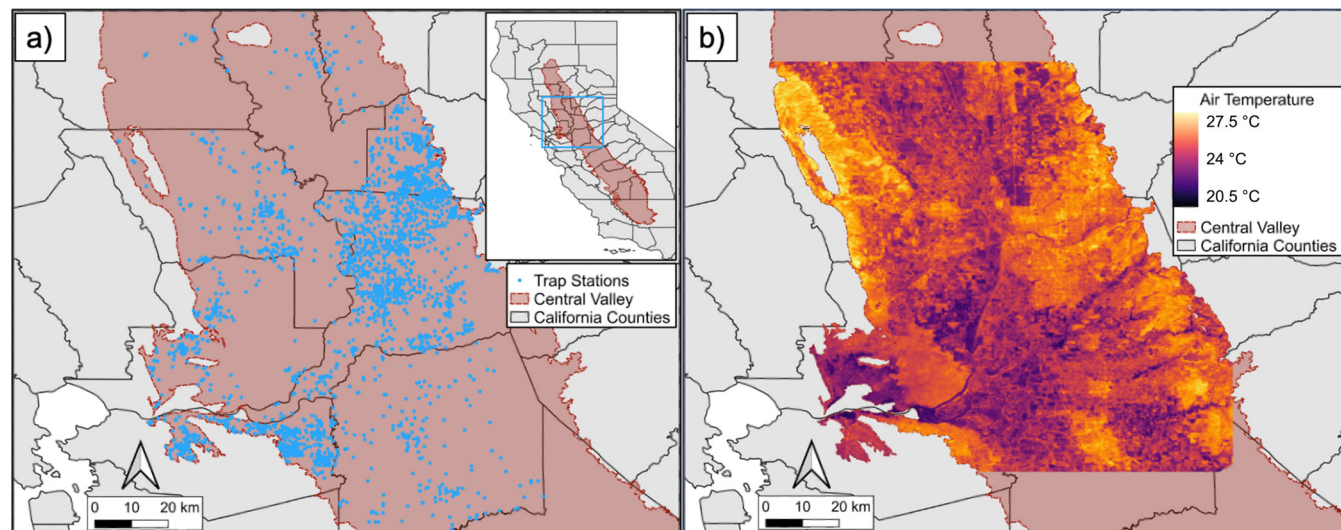 a)
Trap Stations
Central Valley
California Counties
0 10 20 km
b)
Air Temperature
27.5 °C
24 °C
20.5 °C
Central Valley
California Counties
0 10 20 km